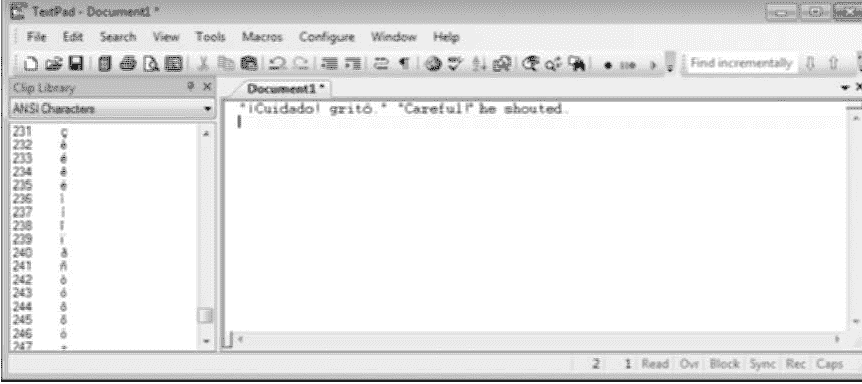 TextPad - Document1 *
File Edit Search View Tools Macros Configure Window Help
Find incrementally
Clip Library
Document1 *
ANSI Characters
"¡Cuidado! gritó." "Careful!" he shouted.
231 ç
232 è
233 é
234 ê
235 ë
236 ì
237 í
238 î
239 ï
240 ð
241 ñ
242 ò
243 ó
244 ô
245 õ
246 ö
247
2 1 Read Ovr Block Sync Rec Caps